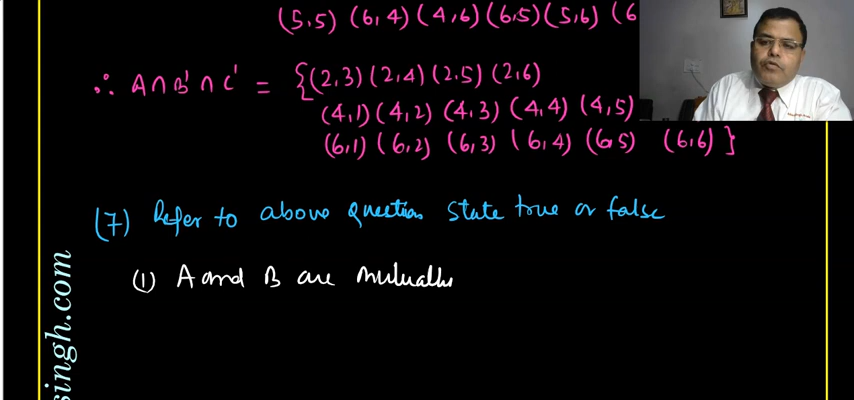 (5,5) (6,4) (4,6) (6,5) (5,6) (6
∴ A∩B'∩C' = {(2,3) (2,4) (2,5) (2,6)
(4,1) (4,2) (4,3) (4,4) (4,5)
(6,1) (6,2) (6,3) (6,4) (6,5) (6,6)}
(7) Refer to above question state true or false
(1) A and B are mutually
singh.com